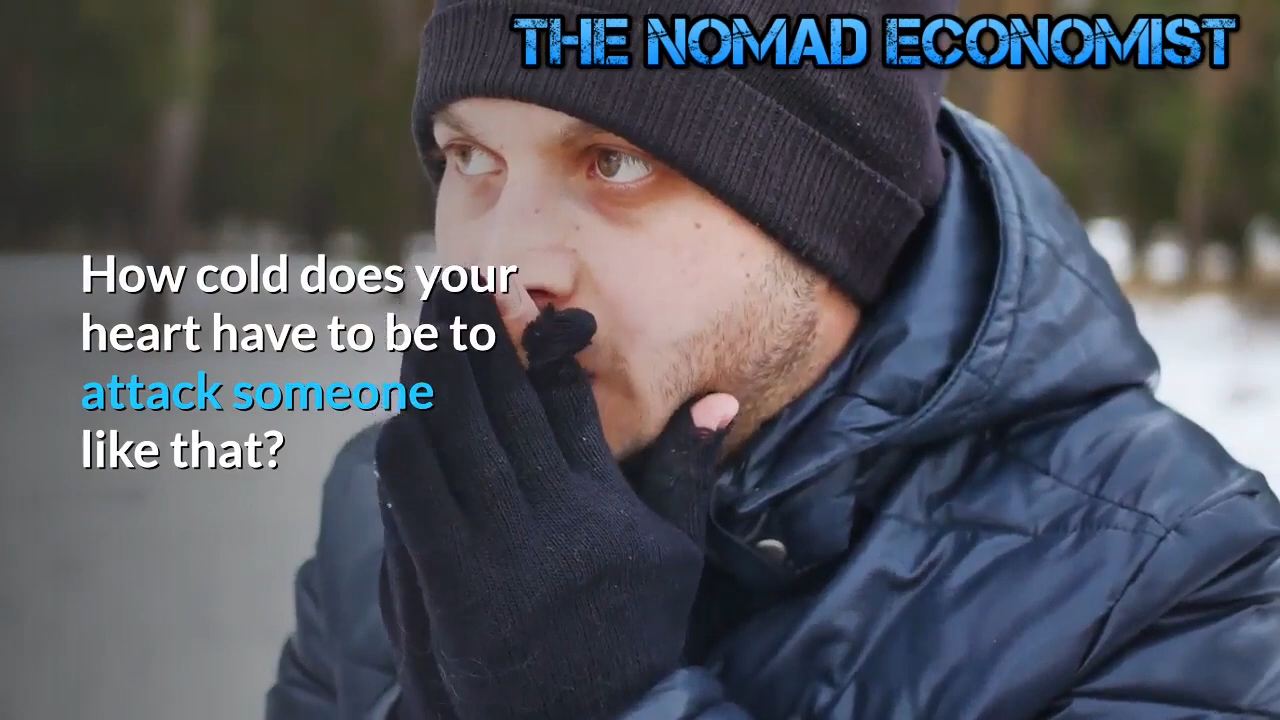 THE NOMAD ECONOMIST
How cold does your
heart have to be to
attack someone
like that?